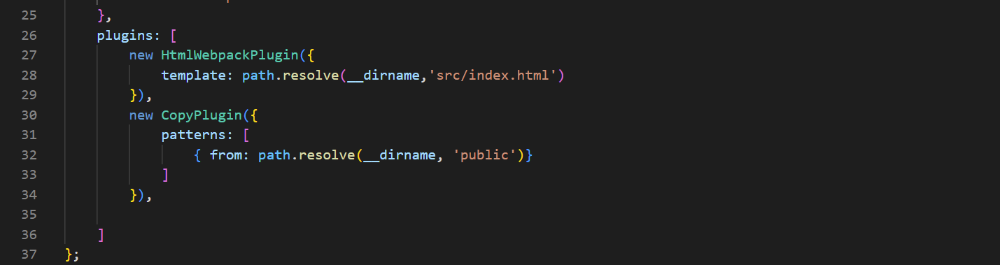 25 },
26 plugins: [
27 new HtmlWebpackPlugin({
28 template: path.resolve(__dirname,'src/index.html')
29 }),
30 new CopyPlugin({
31 patterns: [
32 { from: path.resolve(__dirname, 'public')}
33 ]
34 }),
35
36 ]
37 };